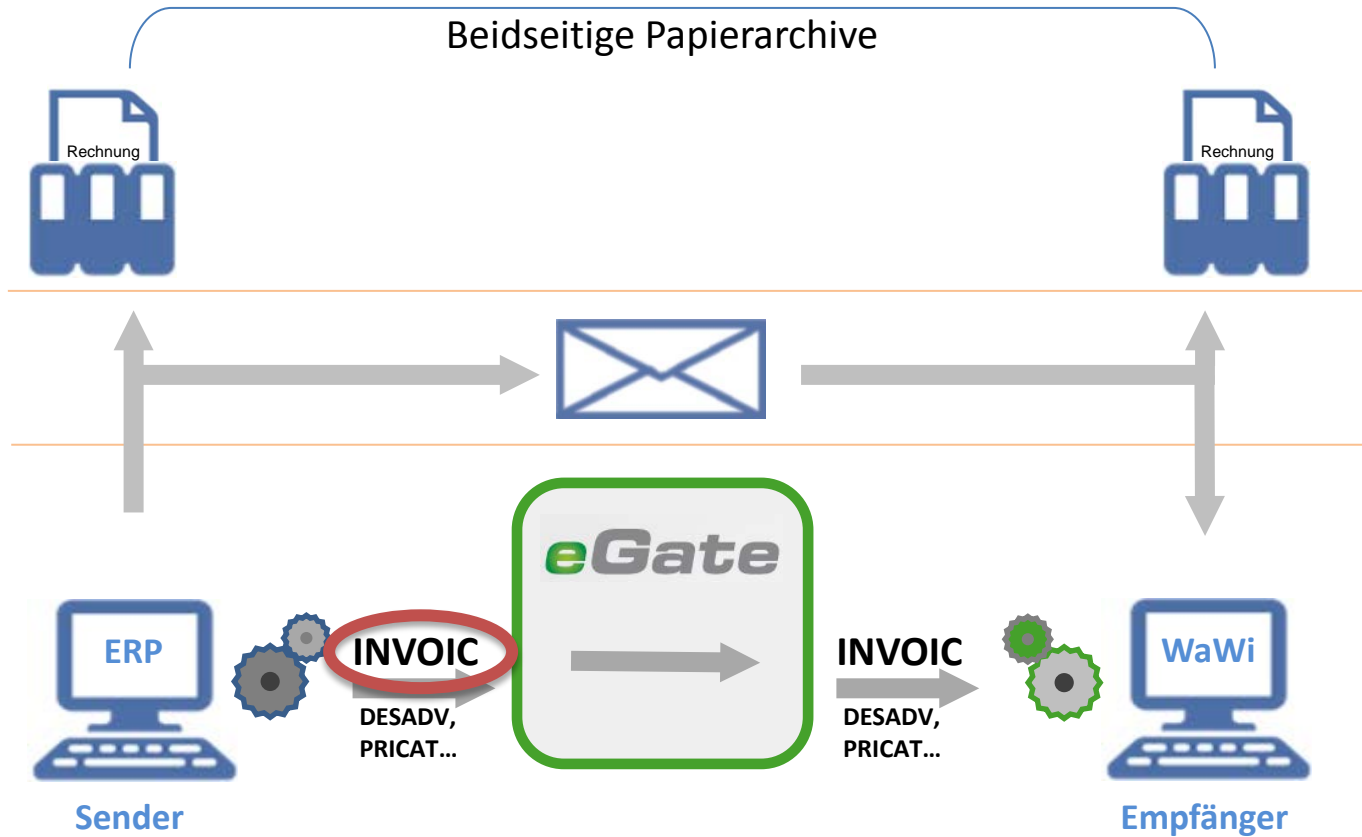 Beidseitige Papierarchive
Rechnung
Rechnung
eGate
ERP
INVOIC
INVOIC
WaWi
DESADV,
PRICAT...
DESADV,
PRICAT...
Sender
Empfänger